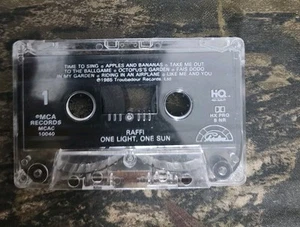 TIME TO SING • APPLES AND BANANAS • TAKE ME OUT
TO THE BALLGAME • OCTOPUS'S GARDEN • FAIS DODO
IN MY GARDEN • RIDING IN AN AIRPLANE • LIKE ME AND YOU
℗1985 Troubadour Records Ltd.
1
HQ
MCA
RECORDS
MCAC
10040
HX PRO
B NR
RAFFI
ONE LIGHT, ONE SUN